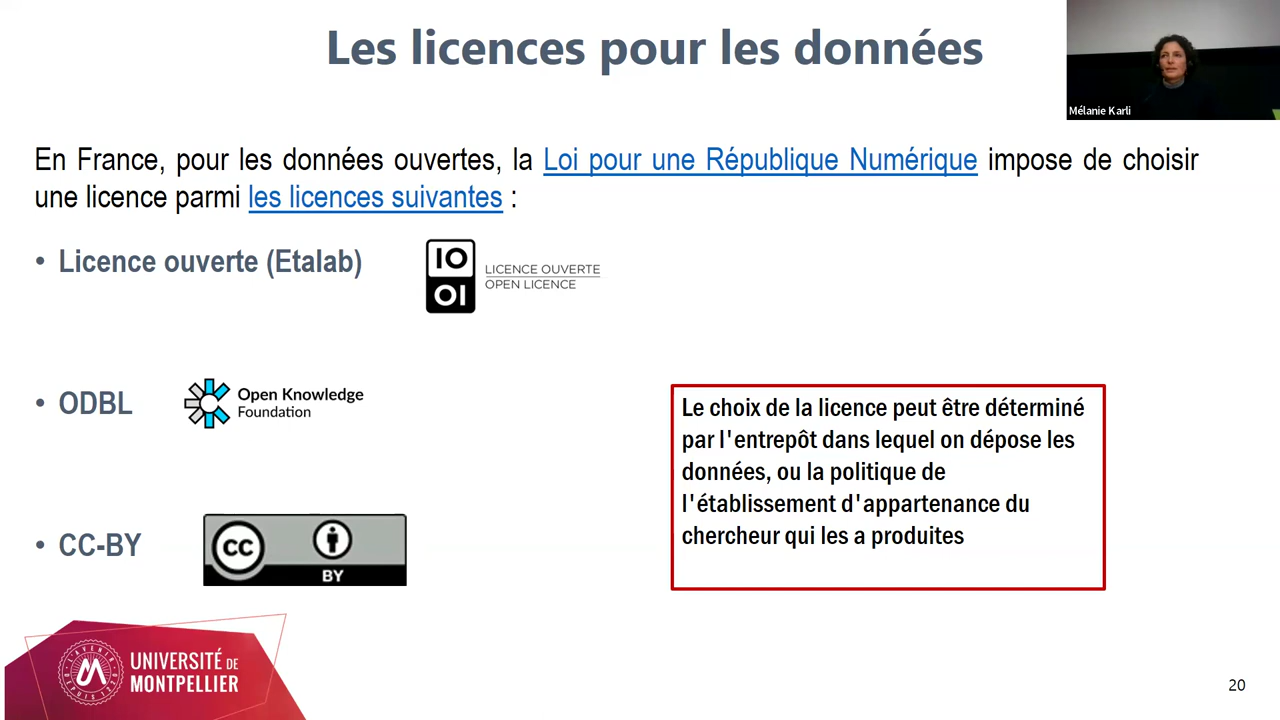 Les licences pour les données
Mélanie Karli
En France, pour les données ouvertes, la Loi pour une République Numérique impose de choisir
une licence parmi les licences suivantes :
• Licence ouverte (Etalab)
IO
OI
LICENCE OUVERTE
OPEN LICENCE
• ODBL
Open Knowledge
Foundation
Le choix de la licence peut être déterminé
par l'entrepôt dans lequel on dépose les
données, ou la politique de
l'établissement d'appartenance du
chercheur qui les a produites
• CC-BY
CC
BY
UNIVERSITÉ DE
MONTPELLIER
20